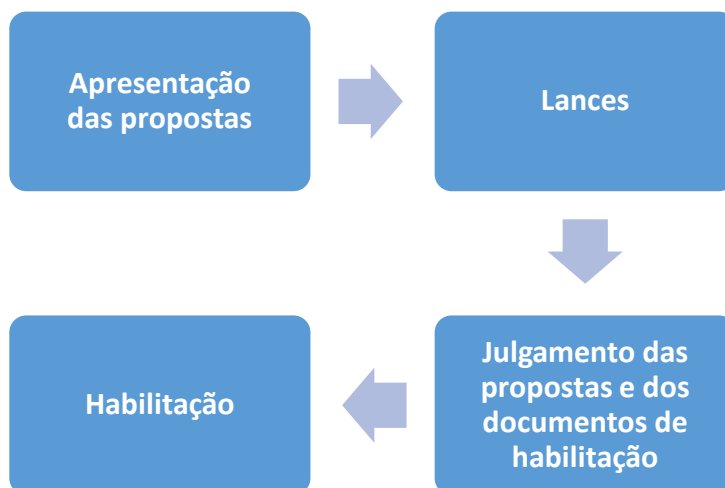 Apresentação
das propostas
Lances
Julgamento das
propostas e dos
documentos de
habilitação
Habilitação